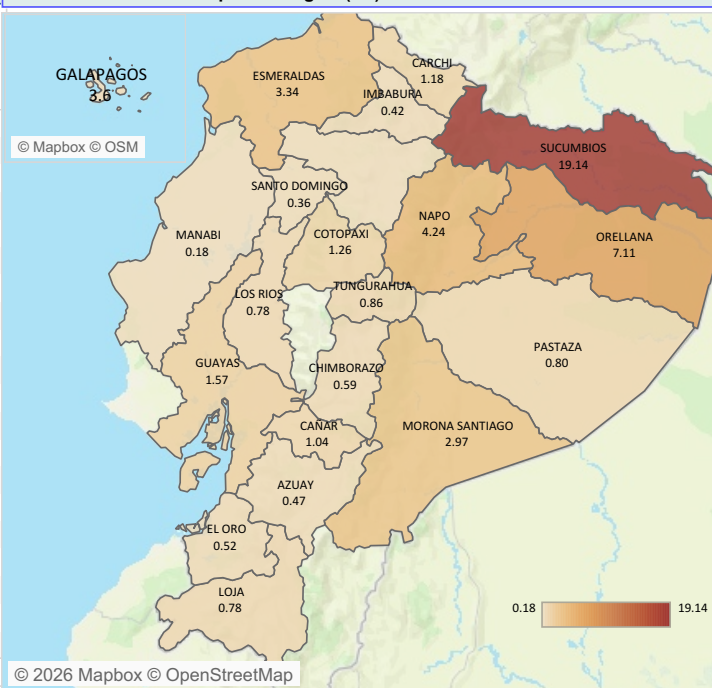 GALAPAGOS
3.6
© Mapbox © OSM
ESMERALDAS
3.34
CARCHI
1.18
IMBABURA
0.42
SUCUMBIOS
19.14
SANTO DOMINGO
0.36
MANABI
0.18
COTOPAXI
1.26
NAPO
4.24
ORELLANA
7.11
LOS RIOS
0.78
TUNGURAHUA
0.86
GUAYAS
1.57
CHIMBORAZO
0.59
PASTAZA
0.80
CAÑAR
1.04
MORONA SANTIAGO
2.97
AZUAY
0.47
EL ORO
0.52
LOJA
0.78
0.18
19.14
© 2026 Mapbox © OpenStreetMap